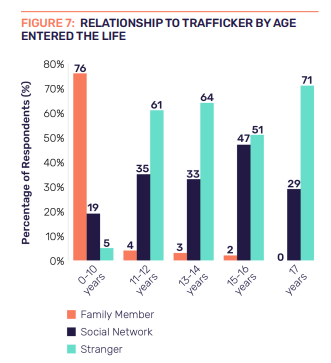 FIGURE 7: RELATIONSHIP TO TRAFFICKER BY AGE
ENTERED THE LIFE
Percentage of Respondents (%)
80%
70%
60%
50%
40%
30%
20%
10%
0%
76
19
5
4
35
61
3
33
64
2
47
51
0
29
71
0-10
years
11-12
years
13-14
years
15-16
years
17
years
Family Member
Social Network
Stranger